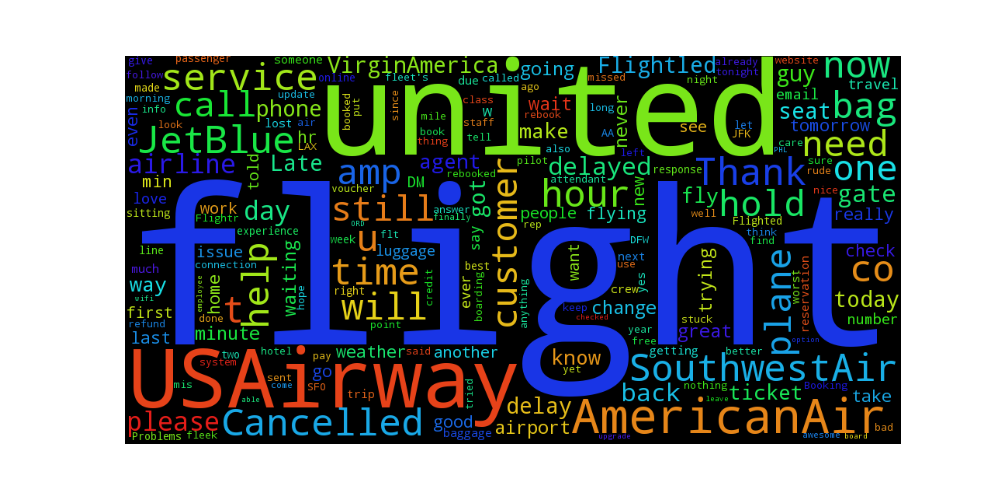 give
passenger
someone
VirginAmerica
going
Flightled
already
tonight
website
now
travel
follow
made
service
online
fleet's
due
called
missed
night
guy
morning
info
update
call
phone
booked
put
since
ago
class
W
united
wait
rebook
long
never
email
seat
bag
even
look
lost
air
JetBlue
hr
LAX
mile
book
thing
staff
tell
make
also
AA
see
let
JFK
tomorrow
need
care
PHL
airline
told
Late
amp
agent
customer
pilot
delayed
left
response
Thank
one
sure
rude
min
love
sitting
voucher
DM
rebooked
attendant
hour
new
fly
hold
nice
gate
work
Flightr
day
still
got
say
answer
finally
people
flying
rep
well
Flighted
really
line
issue
experience
ORD
week
u
flt
luggage
flight
DFW
think
find
check
much
connection
help
waiting
time
ever
best
boarding
want
next
use
yes
trying
plane
worst
reservation
co
way
wifi
employee
home
hope
right
credit
anything
crew
keep
change
today
first
done
t
will
point
checked
year
free
stuck
great
number
refund
last
minute
option
two
hotel
weather
said
another
know
yet
getting
better
system
pay
go
USAirway
SouthwestAir
mis
sent
come
SFO
trip
tried
back
nothing
ticket
Booking
take
able
leave
please
Cancelled
good
delay
AmericanAir
bad
Problems
fleek
baggage
airport
upgrade
awesome
board